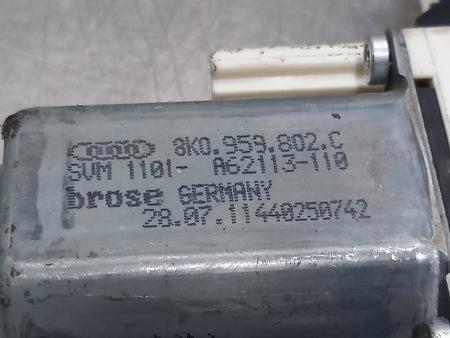 8K0.959.802.C
SVM 1101- A62113-110
brose GERMANY
28.07.11440250742